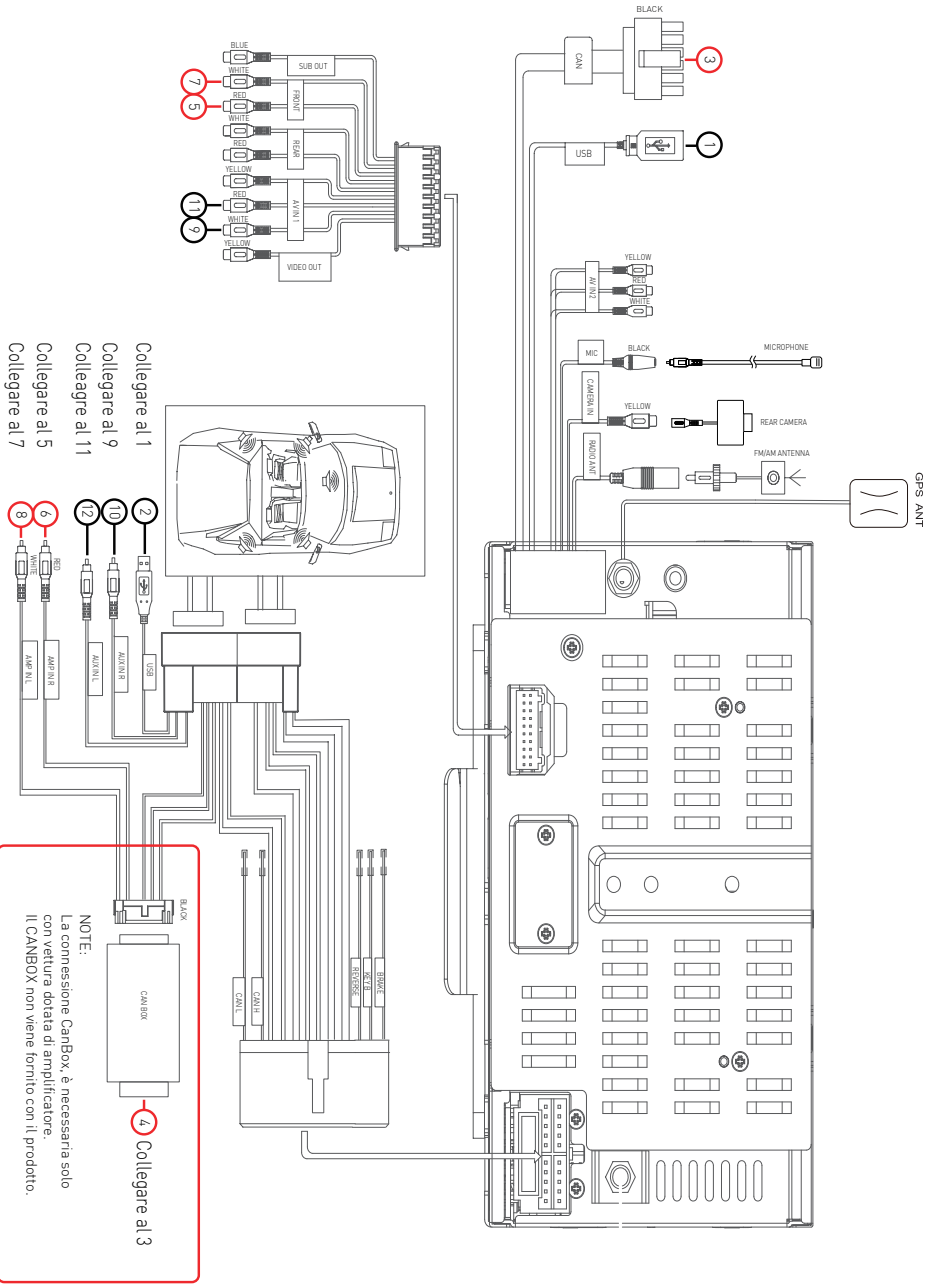 BLACK
3
CAN
1
USB
BLUE
SUB OUT
WHITE
7
FRONT
RED
5
WHITE
REAR
RED
YELLOW
AV IN 1
RED
11
WHITE
9
YELLOW
VIDEO OUT
YELLOW
AV IN 2
RED
WHITE
MIC
BLACK
MICROPHONE
CAMERA IN
YELLOW
REAR CAMERA
RADIO ANT
FM/AM ANTENNA
GPS ANT
Collegare al 1
2
USB
Collegare al 9
10
AUX IN R
Colleagre al 11
12
AUX IN L
Collegare al 5
6
RED
AMP IN R
Collegare al 7
8
WHITE
AMP IN L
BRAKE
KEY B
REVERSE
CAN H
CAN L
BLACK
CAN BOX
4 Collegare al 3
NOTE:
La connessione CanBox, è necessaria solo
con vettura dotata di amplificatore.
IL CANBOX non viene fornito con il prodotto.